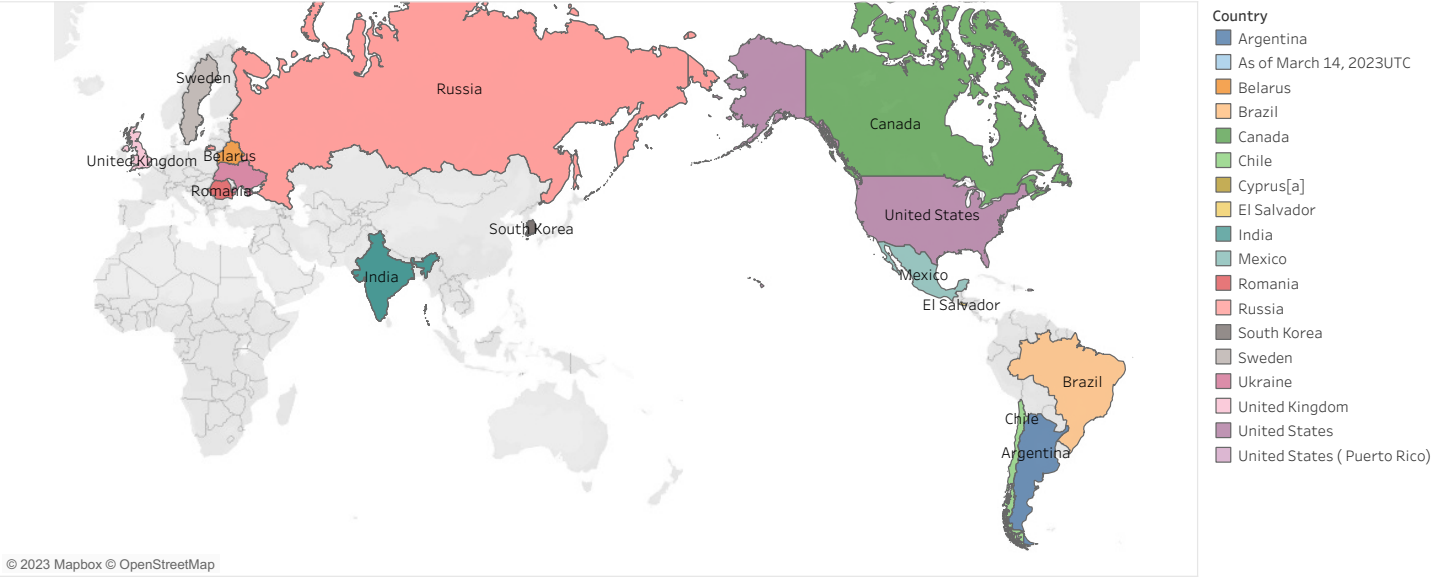 Sweden
Russia
Canada
United Kingdom
Belarus
Romania
United States
South Korea
India
Mexico
El Salvador
Brazil
Chile
Argentina
© 2023 Mapbox © OpenStreetMap
Country
Argentina
As of March 14, 2023UTC
Belarus
Brazil
Canada
Chile
Cyprus[a]
El Salvador
India
Mexico
Romania
Russia
South Korea
Sweden
Ukraine
United Kingdom
United States
United States ( Puerto Rico)